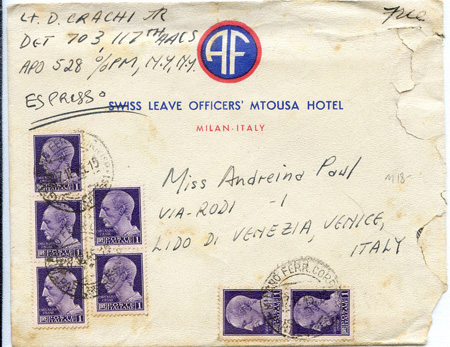 Lt. D. CRACHI JR
DET 703, 117TH AACS
APO 528 c/o PM, N.Y, N.Y.
ESPRESSO
Free
AF
SWISS LEAVE OFFICERS' MTOUSA HOTEL
MILAN-ITALY
Miss Andreina Paul
VIA-RODI -1
LIDO DI VENEZIA, VENICE,
ITALY